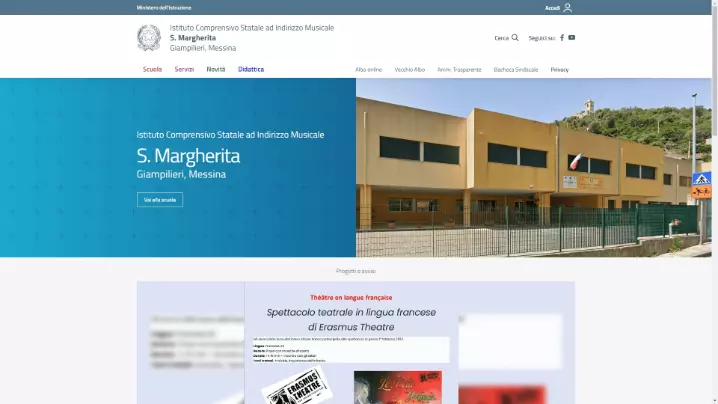 Ministero dell'Istruzione
Accedi
Istituto Comprensivo Statale ad Indirizzo Musicale
S. Margherita
Giampilieri, Messina
Cerca
Seguici su:
Scuola
Servizi
Novità
Didattica
Albo online
Vecchio Albo
Amm. Trasparente
Bacheca Sindacale
Privacy
Istituto Comprensivo Statale ad Indirizzo Musicale
S. Margherita
Giampilieri, Messina
Vai alla scuola
Progetti e avvisi
Théâtre en langue française
Spettacolo teatrale in lingua francese
di Erasmus Theatre
ERASMUS
THEATRE